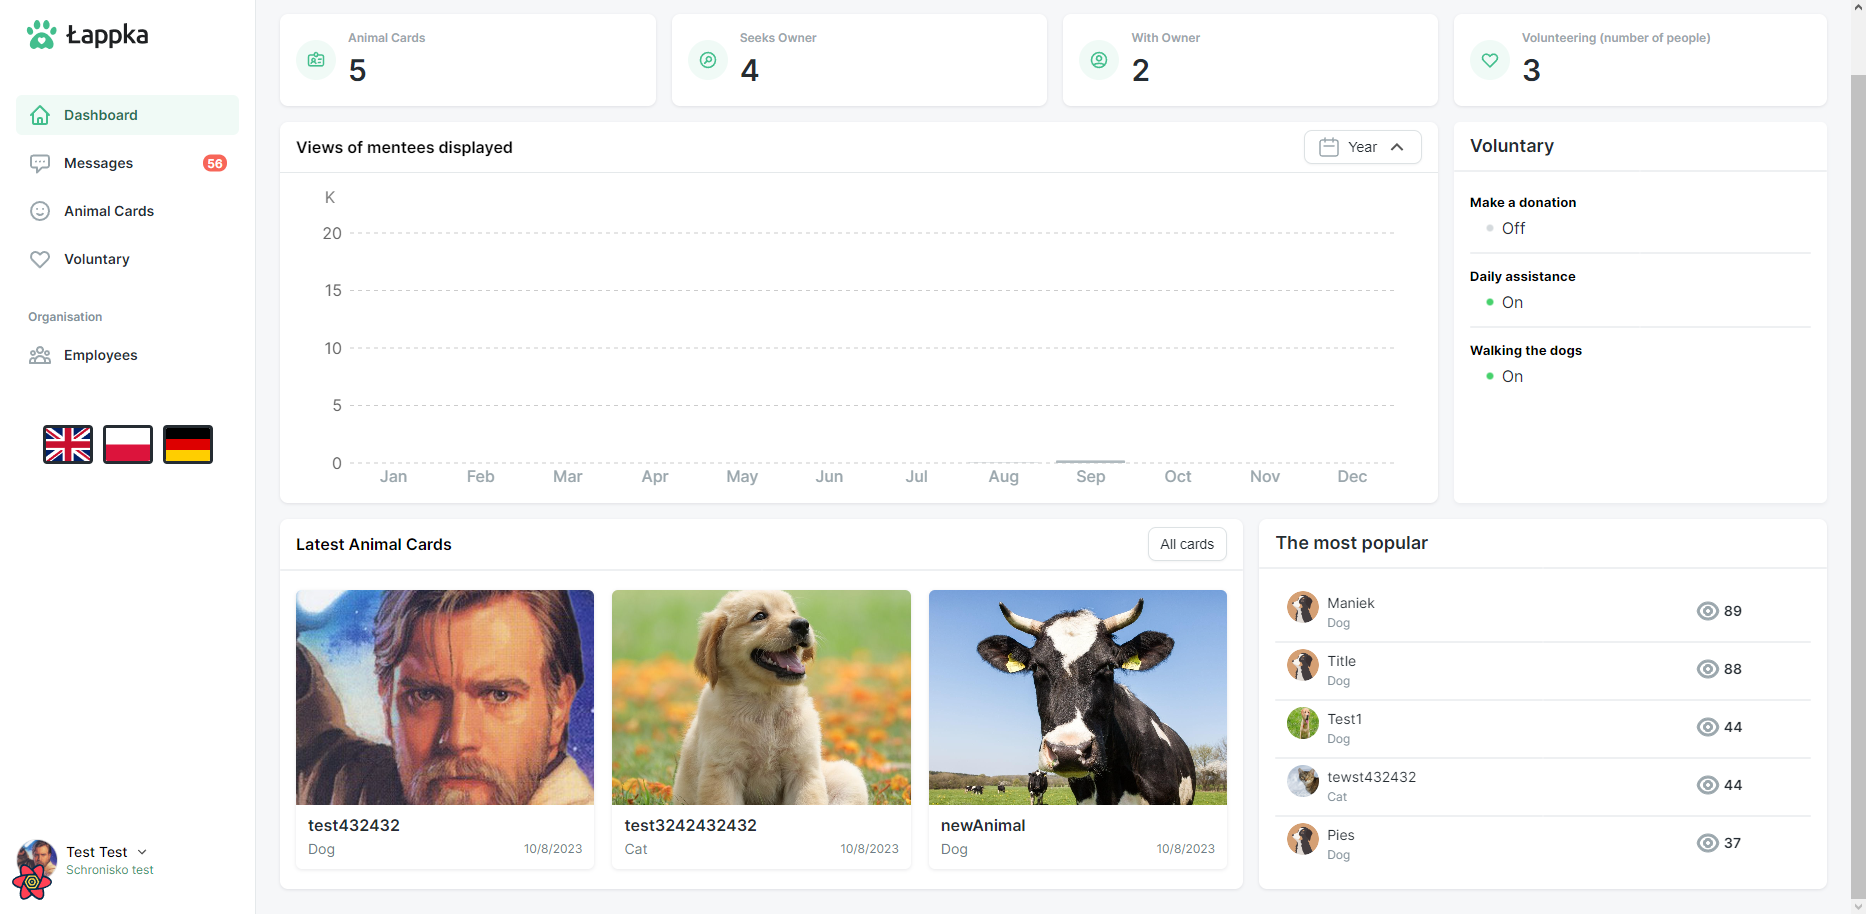 Łappka
Dashboard
Messages 56
Animal Cards
Voluntary
Organisation
Employees
Test Test
Schronisko test
Animal Cards
5
Seeks Owner
4
With Owner
2
Volunteering (number of people)
3
Views of mentees displayed
Year
K
20
15
10
5
0
Jan Feb Mar Apr May Jun Jul Aug Sep Oct Nov Dec
Voluntary
Make a donation
Off
Daily assistance
On
Walking the dogs
On
Latest Animal Cards
All cards
test432432
Dog 10/8/2023
test3242432432
Cat 10/8/2023
newAnimal
Dog 10/8/2023
The most popular
Maniek
Dog
89
Title
Dog
88
Test1
Dog
44
tewst432432
Cat
44
Pies
Dog
37